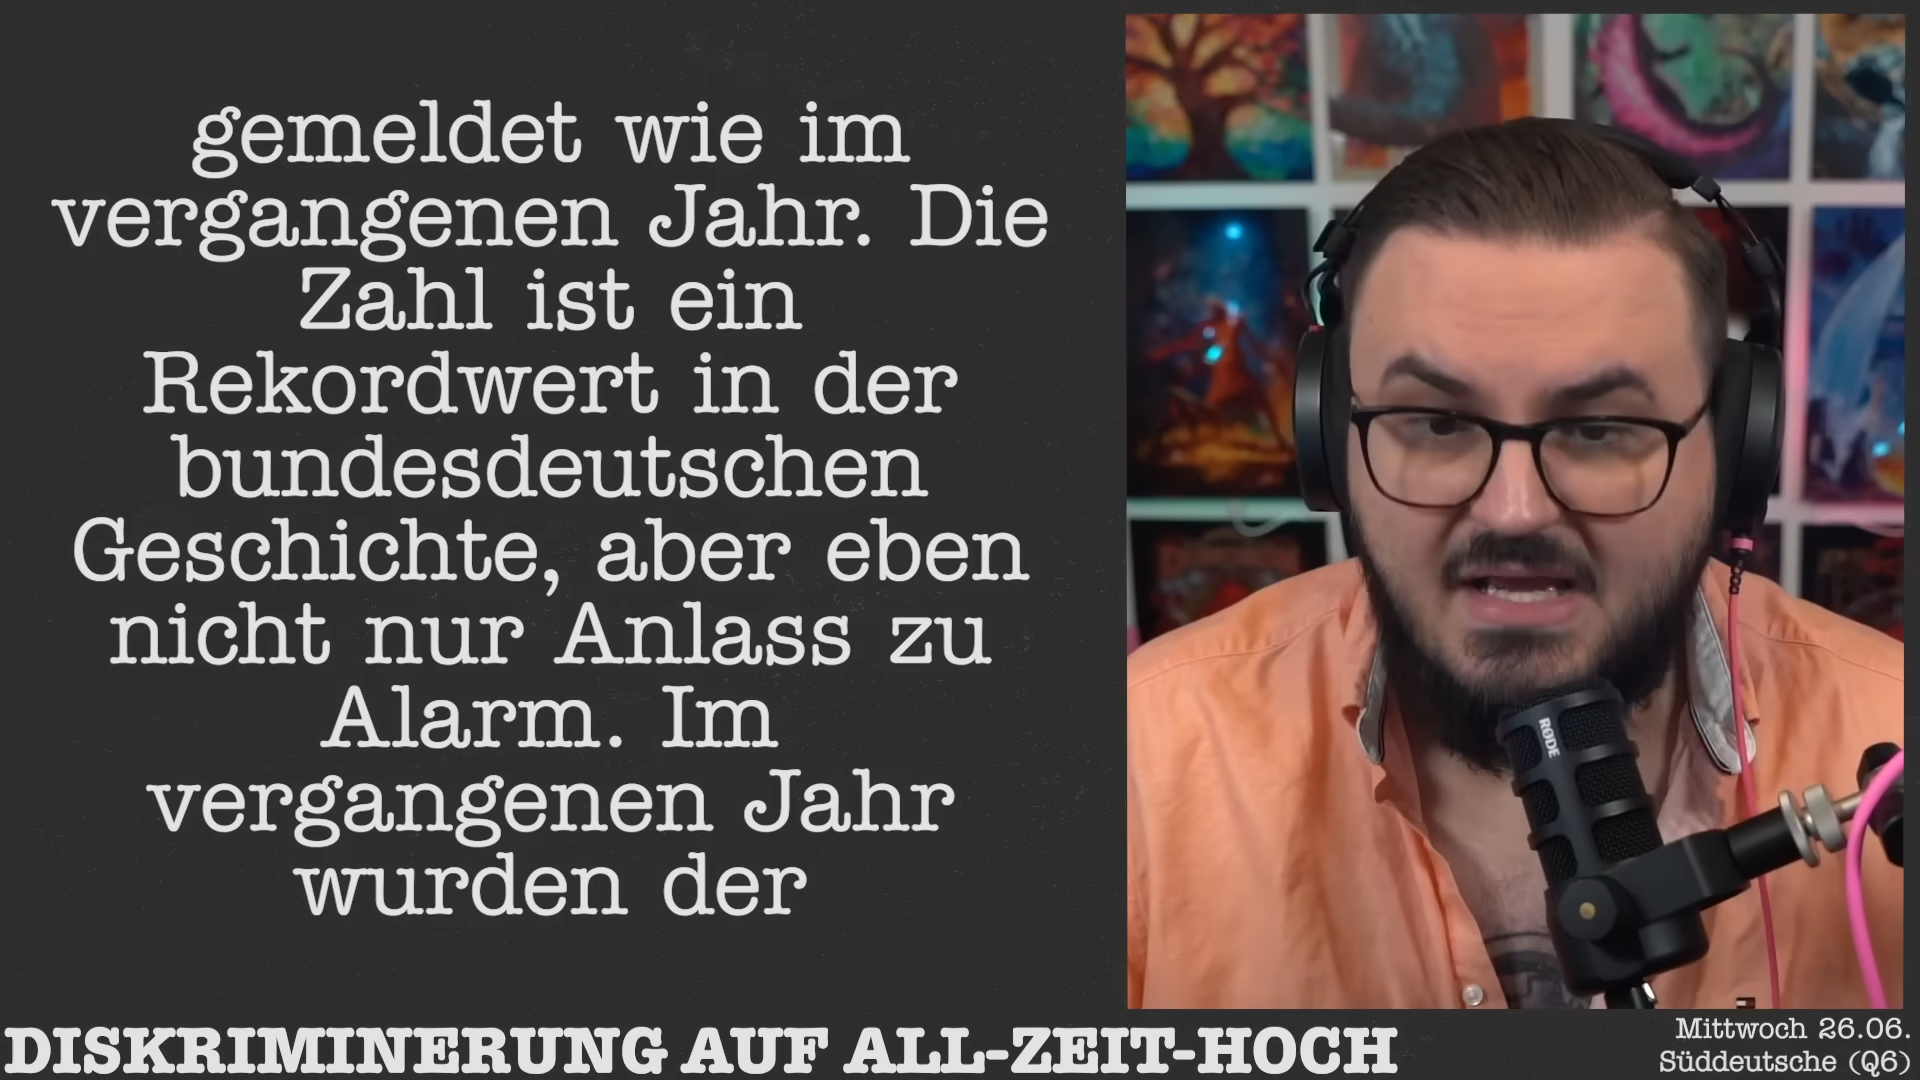 gemeldet wie im
vergangenen Jahr. Die
Zahl ist ein
Rekordwert in der
bundesdeutschen
Geschichte, aber eben
nicht nur Anlass zu
Alarm. Im
vergangenen Jahr
wurden der
RØDE
DISKRIMINERUNG AUF ALL-ZEIT-HOCH
Mittwoch 26.06.
Süddeutsche (Q6)